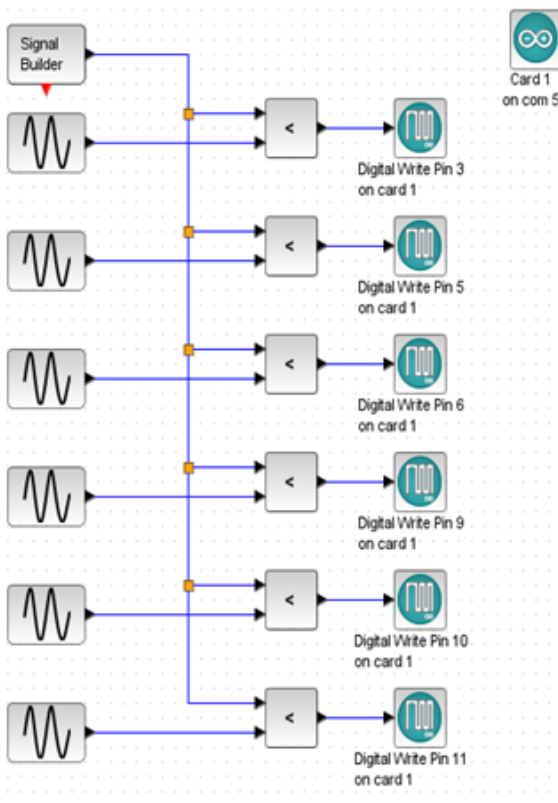 Signal
Builder
Card 1
on com 5
<
Digital Write Pin 3
on card 1
<
Digital Write Pin 5
on card 1
<
Digital Write Pin 6
on card 1
<
Digital Write Pin 9
on card 1
<
Digital Write Pin 10
on card 1
<
Digital Write Pin 11
on card 1